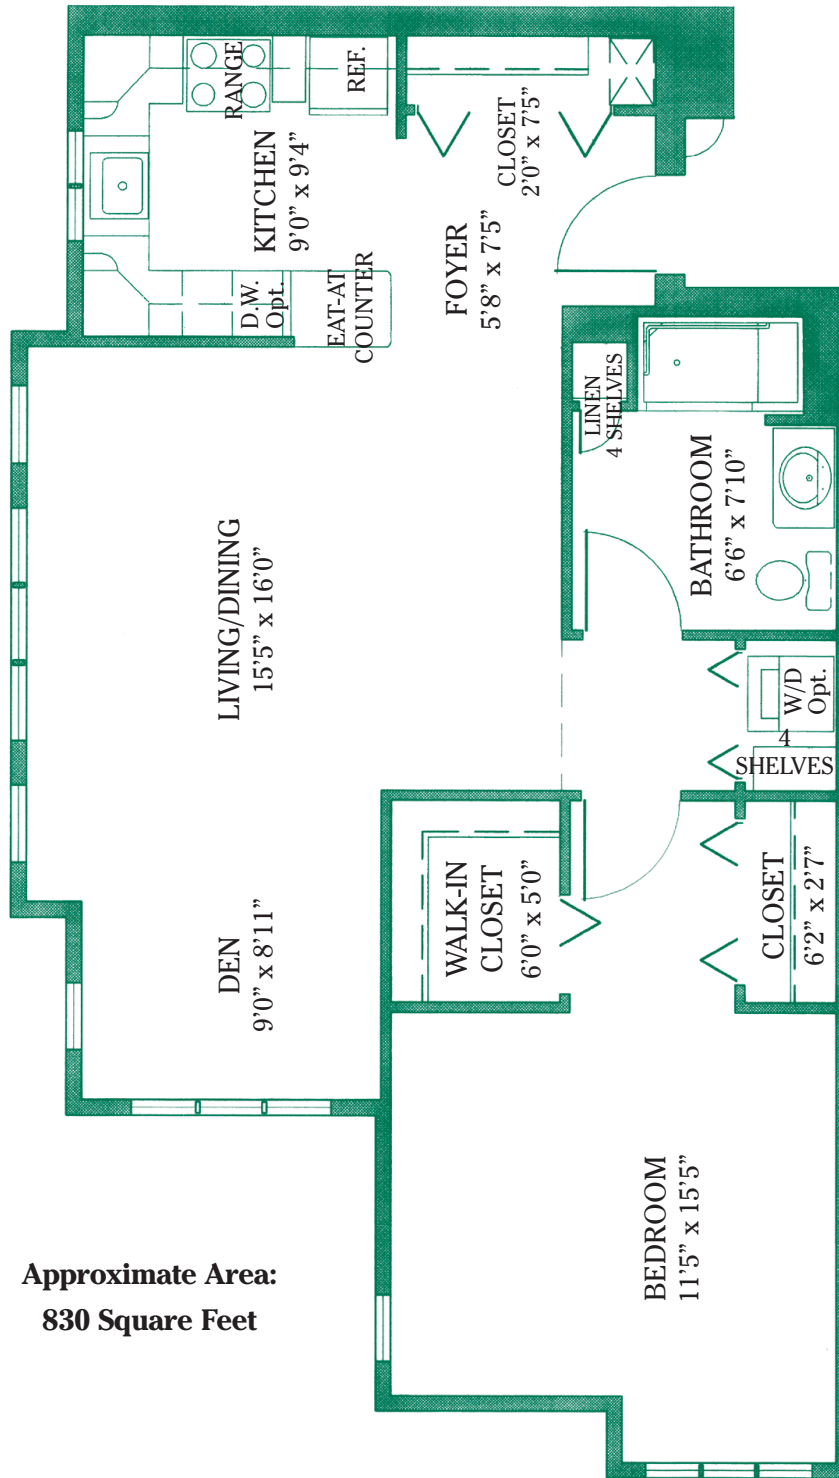 RANGE
REF.
KITCHEN
9’0” x 9’4”
CLOSET
2’0” x 7’5”
D.W.
Opt.
EAT-AT
COUNTER
FOYER
5’8” x 7’5”
LINEN
4 SHELVES
LIVING/DINING
15’5” x 16’0”
BATHROOM
6’6” x 7’10”
W/D
Opt.
4
SHELVES
DEN
9’0” x 8’11”
WALK-IN
CLOSET
6’0” x 5’0”
CLOSET
6’2” x 2’7”
BEDROOM
11’5” x 15’5”
Approximate Area:
830 Square Feet